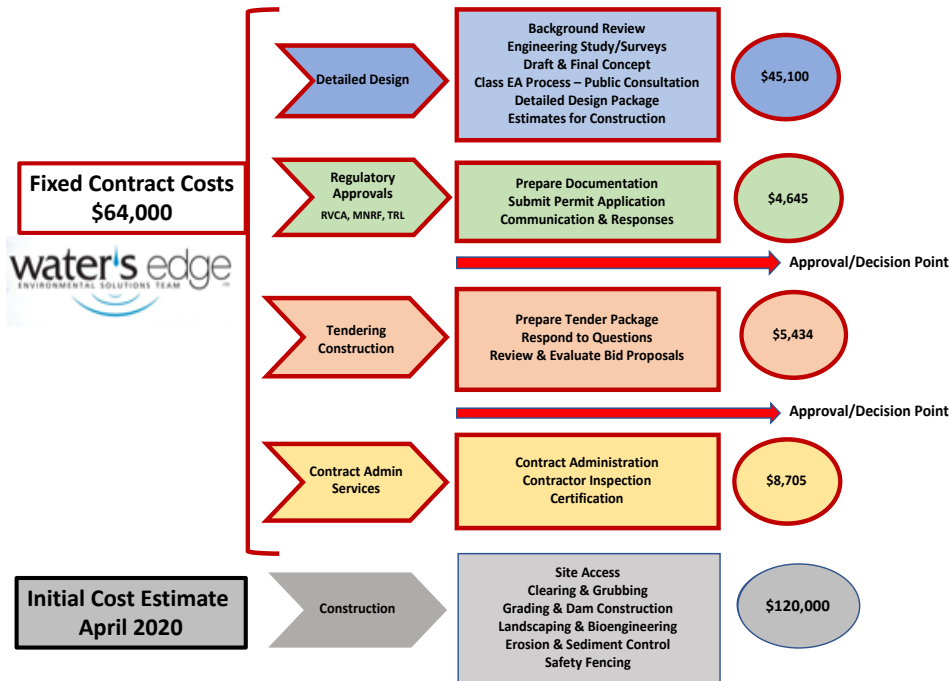 Detailed Design
Background Review
Engineering Study/Surveys
Draft & Final Concept
Class EA Process – Public Consultation
Detailed Design Package
Estimates for Construction
$45,100
Fixed Contract Costs
$64,000
water's edge
ENVIRONMENTAL SOLUTIONS TEAM
Regulatory
Approvals
RVCA, MNRF, TRL
Prepare Documentation
Submit Permit Application
Communication & Responses
$4,645
Approval/Decision Point
Tendering
Construction
Prepare Tender Package
Respond to Questions
Review & Evaluate Bid Proposals
$5,434
Approval/Decision Point
Contract Admin
Services
Contract Administration
Contractor Inspection
Certification
$8,705
Initial Cost Estimate
April 2020
Construction
Site Access
Clearing & Grubbing
Grading & Dam Construction
Landscaping & Bioengineering
Erosion & Sediment Control
Safety Fencing
$120,000